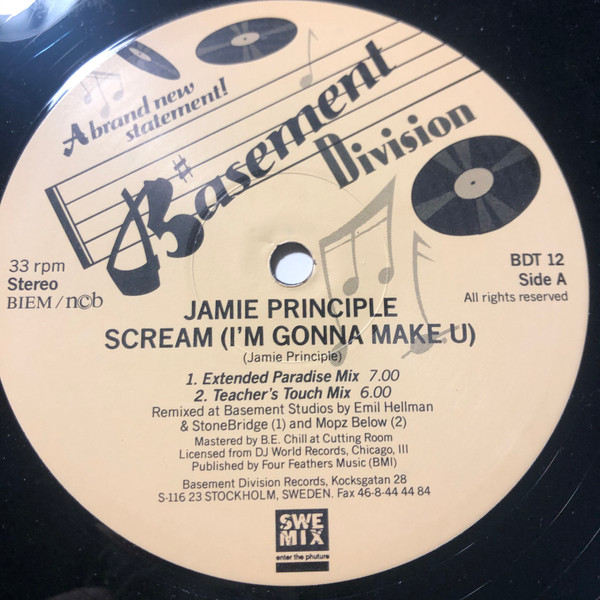 A brand new
statement!
Basement
Division
33 rpm
Stereo
BIEM/ncb
BDT 12
Side A
All rights reserved
JAMIE PRINCIPLE
SCREAM (I'M GONNA MAKE U)
(Jamie Principle)
1. Extended Paradise Mix 7.00
2. Teacher's Touch Mix 6.00
Remixed at Basement Studios by Emil Hellman
& StoneBridge (1) and Mopz Below (2)
Mastered by B.E. Chill at Cutting Room
Licensed from DJ World Records, Chicago, III
Published by Four Feathers Music (BMI)
Basement Division Records, Kocksgatan 28
S-116 23 STOCKHOLM, SWEDEN. Fax 46-8-44 44 84
SWE
MIX
enter the phuture